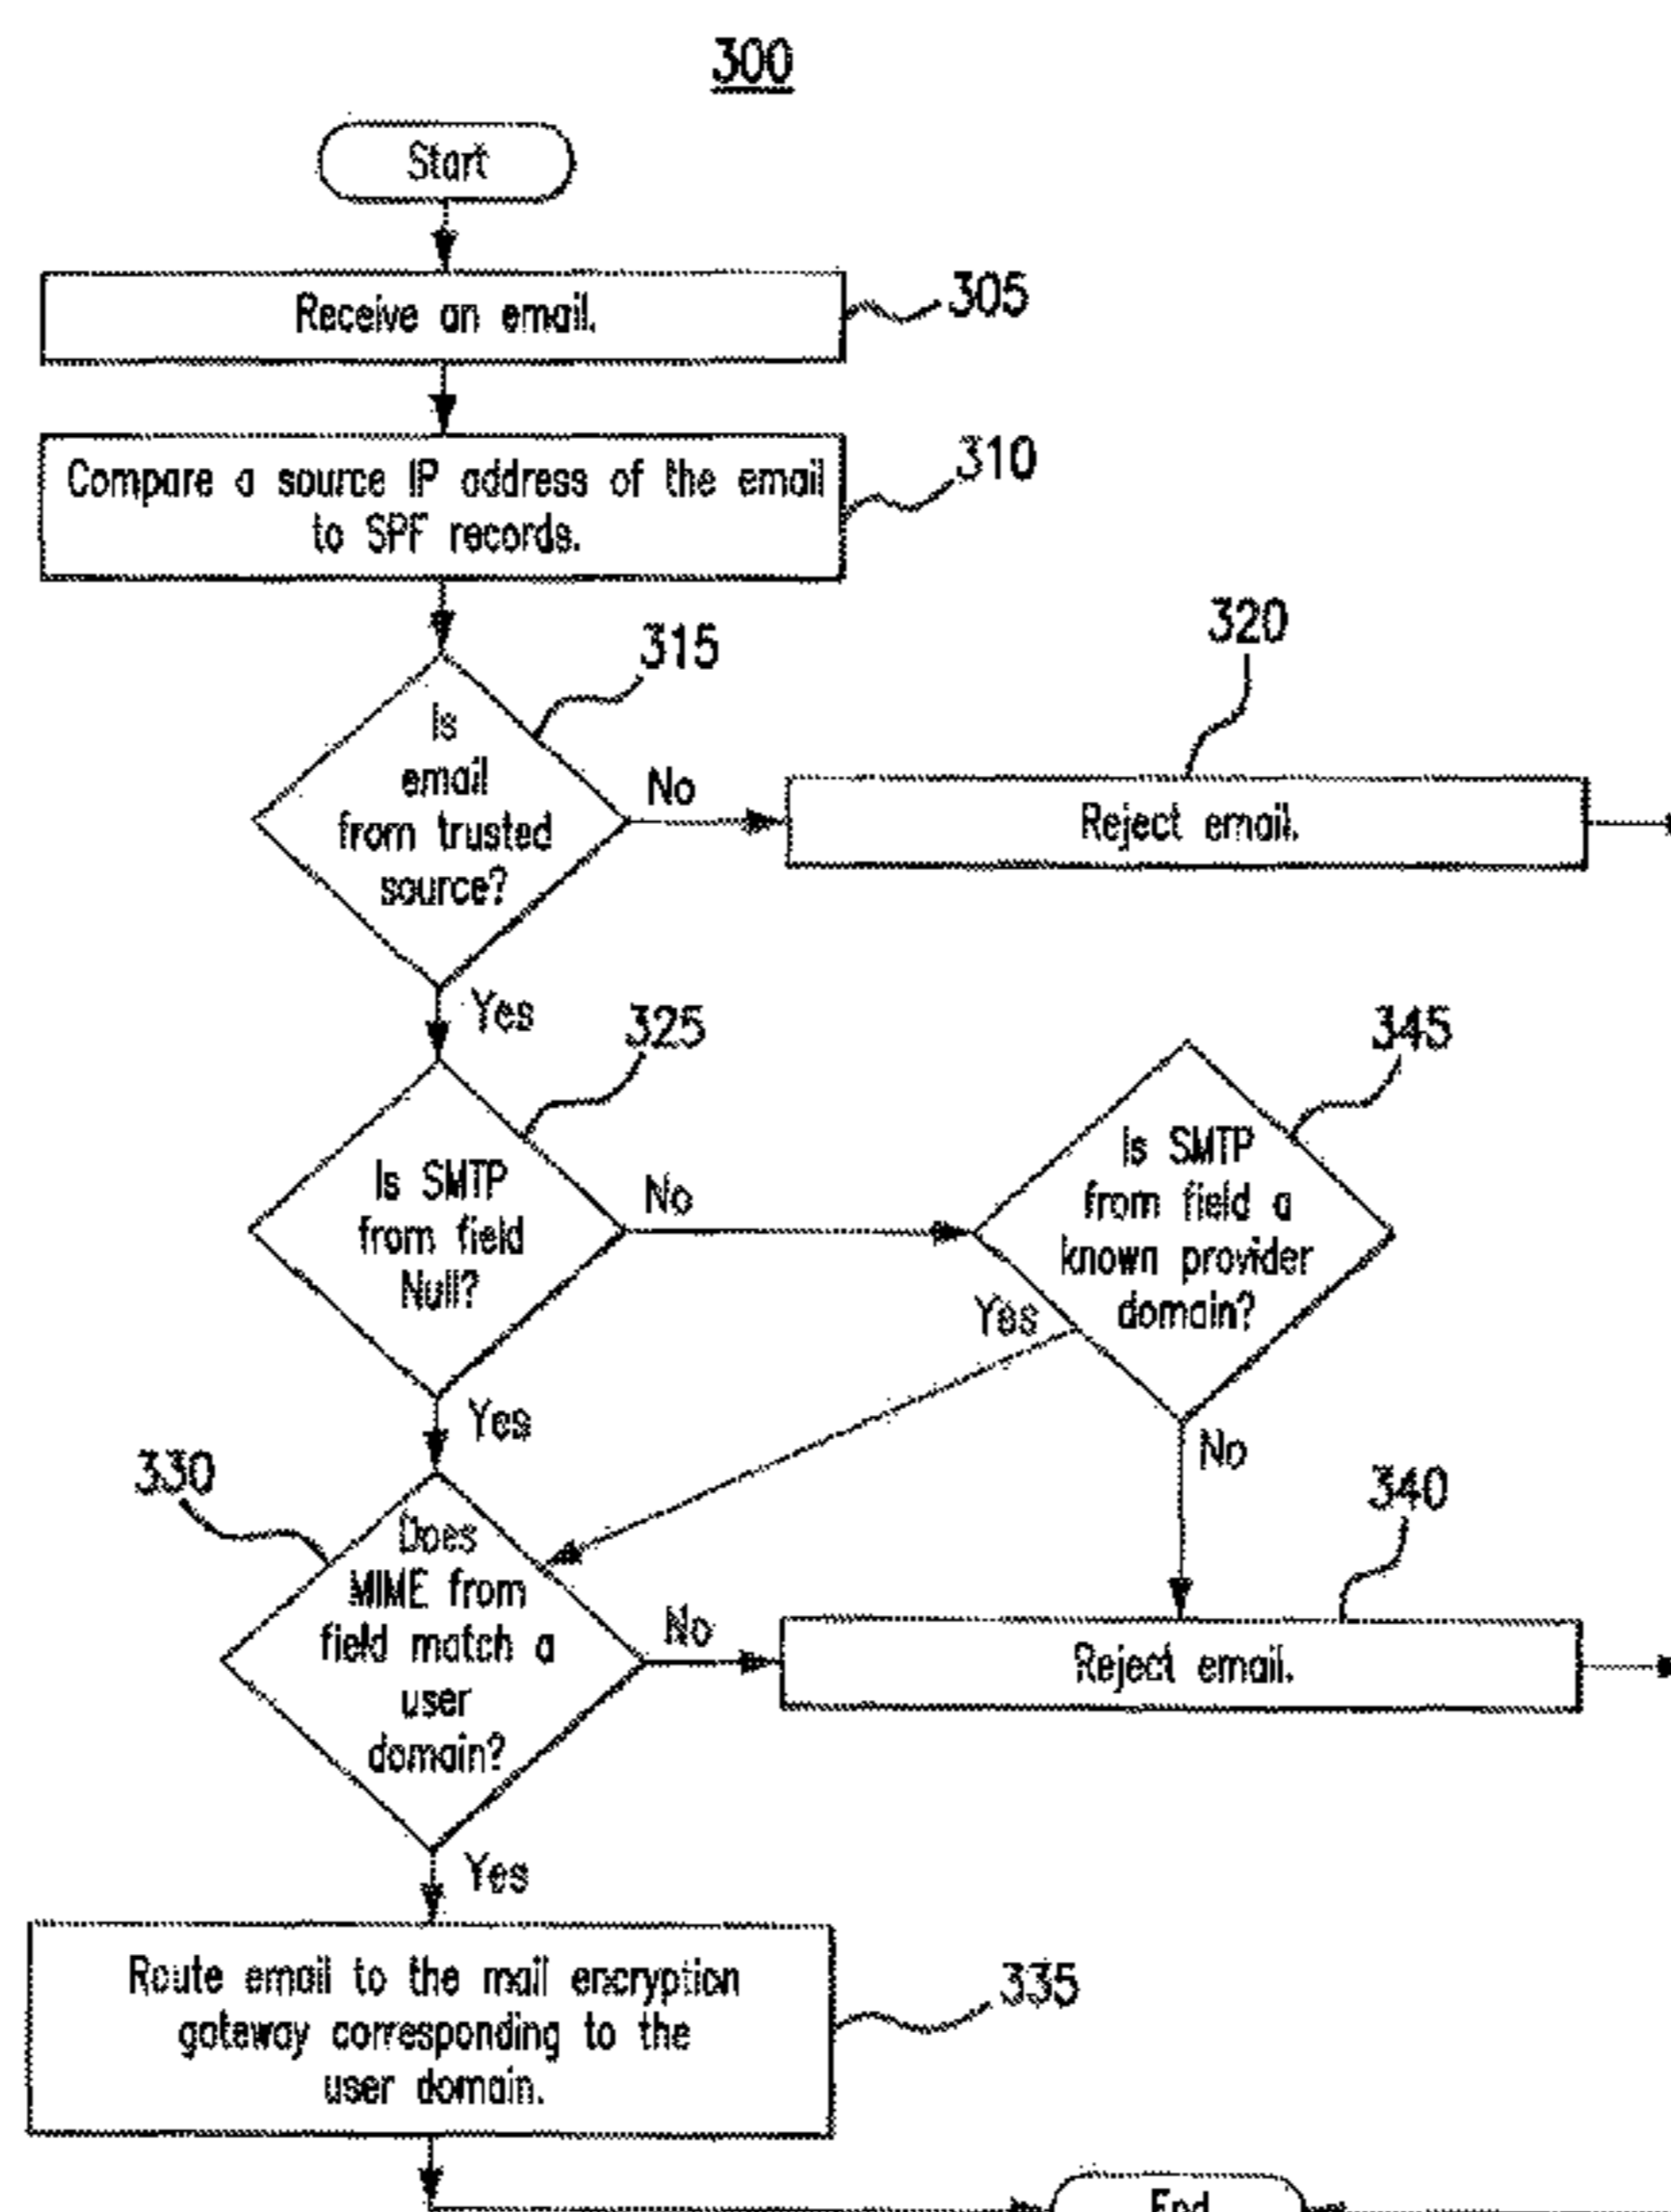 300
Start
Receive an email.
305
Compare a source IP address of the email
to SPF records.
310
Is
email
from trusted
source?
315
No
Reject email.
320
Yes
Is SMTP
from field
Null?
325
No
Is SMTP
from field a
known provider
domain?
345
Yes
Yes
No
Does
MIME from
field match a
user
domain?
330
No
Reject email.
340
Yes
Route email to the mail encryption
gateway corresponding to the
user domain.
335
End